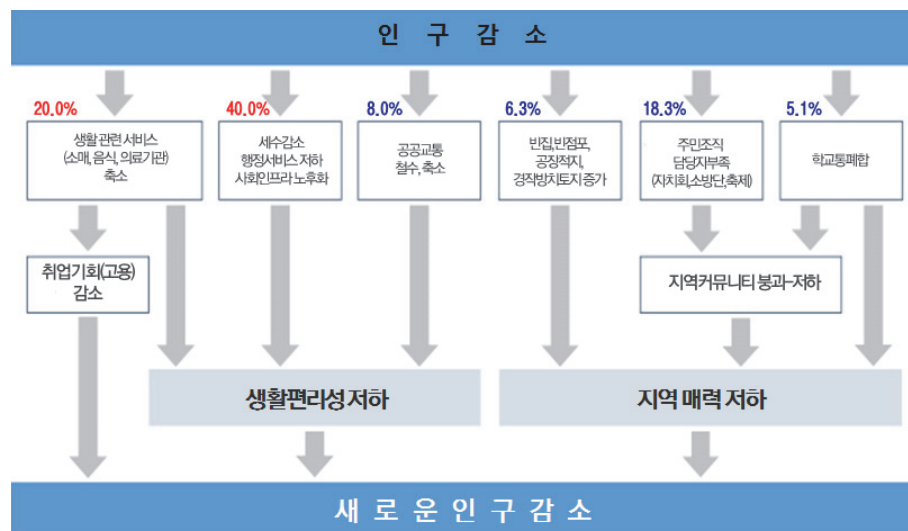 인 구 감 소
20.0%
40.0%
8.0%
6.3%
18.3%
5.1%
생활 관련 서비스
(소매, 음식, 의료기관)
축소
세수감소
행정서비스 저하
사회인프라 노후화
공공교통
철수, 축소
빈집,빈점포,
공장적지,
경작방치토지 증가
주민조직
담당자부족
(자치회,소방단,축제)
학교통폐합
취업기회(고용)
감소
지역커뮤니티 붕과-저하
생활편리성 저하
지역 매력 저하
새 로 운 인 구 감 소